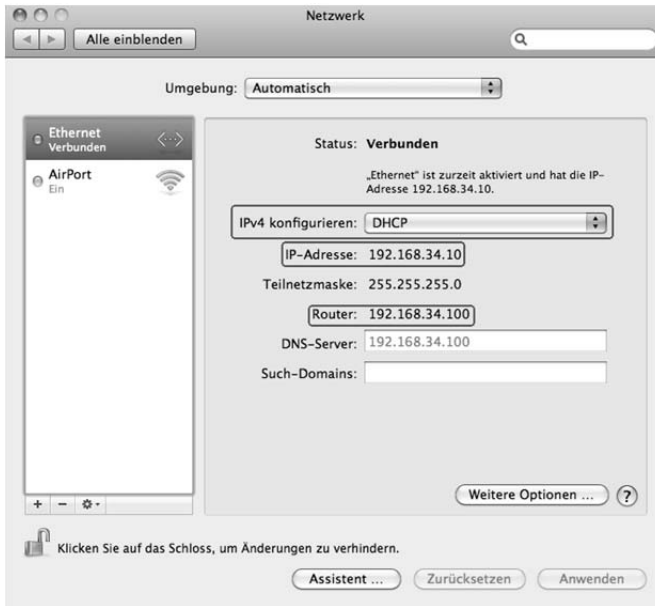 Netzwerk
Alle einblenden
Umgebung: Automatisch
Ethernet
Verbunden
AirPort
Ein
Status: Verbunden
„Ethernet“ ist zurzeit aktiviert und hat die IP-
Adresse 192.168.34.10.
IPv4 konfigurieren: DHCP
IP-Adresse: 192.168.34.10
Teilnetzmaske: 255.255.255.0
Router: 192.168.34.100
DNS-Server: 192.168.34.100
Such-Domains:
Weitere Optionen ... ?
Klicken Sie auf das Schloss, um Änderungen zu verhindern.
Assistent ... Zurücksetzen Anwenden